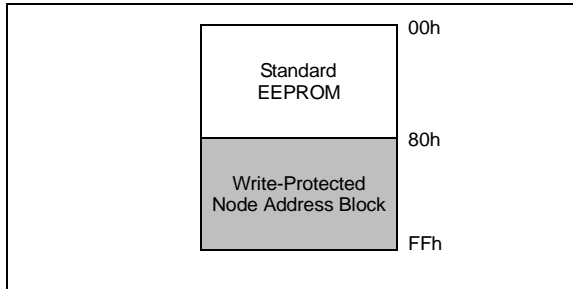 00h
Standard
EEPROM
80h
Write-Protected
Node Address Block
FFh